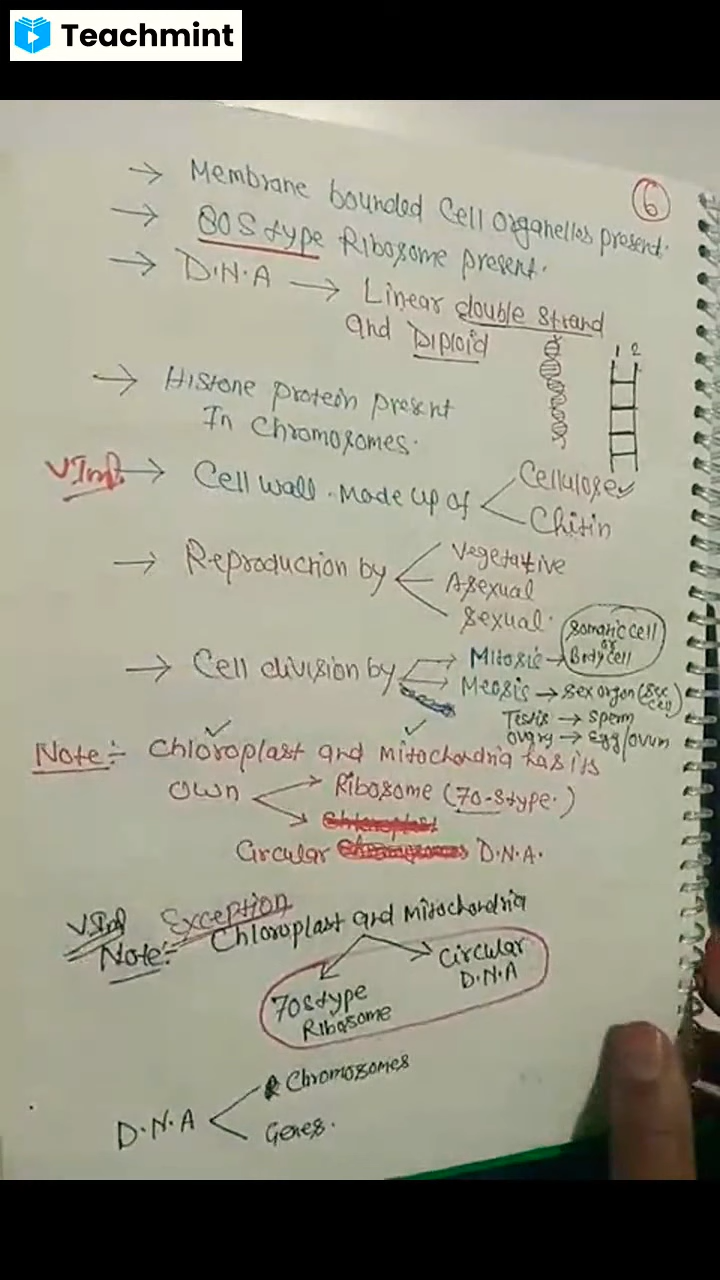 Teachmint
6
→ Membrane bounded Cell Organelles present.
→ 80S type Ribosome present.
→ D.N.A → Linear double strand
and Diploid
1 2
→ Histone protein present
In Chromosomes.
V Imp. → Cell wall . Made up of
Cellulose ✓
Chitin
→ Reproduction by
Vegetative
Asexual
Sexual.
→ Cell division by
Mitosis → Somatic cell or Body cell
Meosis → Sex organ (Sex cell)
Testis → Sperm
Ovary → Egg/Ovum
Note:- Chloroplast and Mitochondria has its
Own
Ribosome (70-S type.)
Circular D.N.A.
V Imp Exception
Note:- Chloroplast and Mitochondria
70S type
Ribosome
Circular
D.N.A
D.N.A
Chromosomes
Genes.